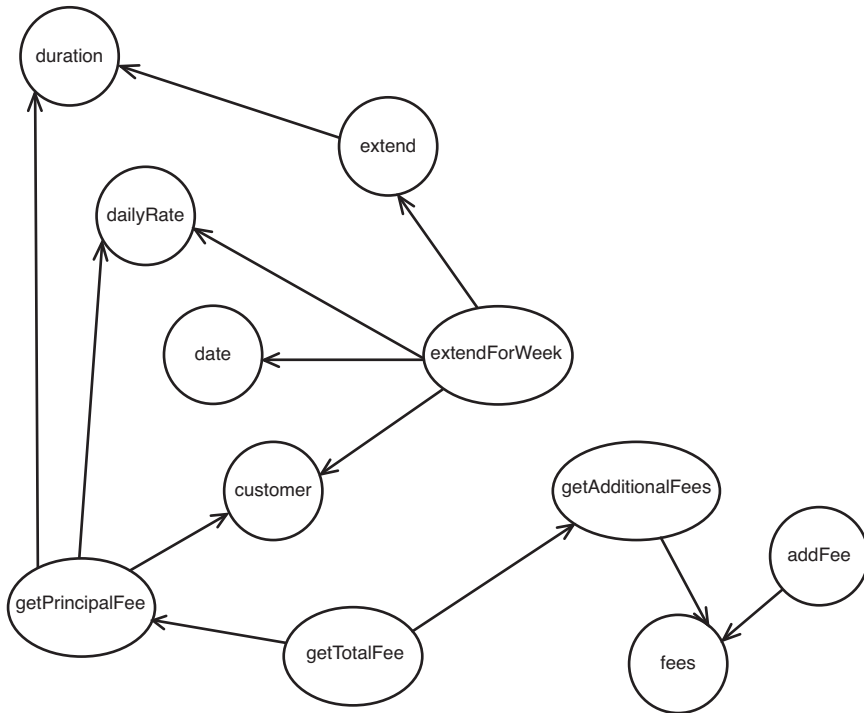 duration
extend
dailyRate
date
extendForWeek
customer
getAdditionalFees
addFee
getPrincipalFee
getTotalFee
fees